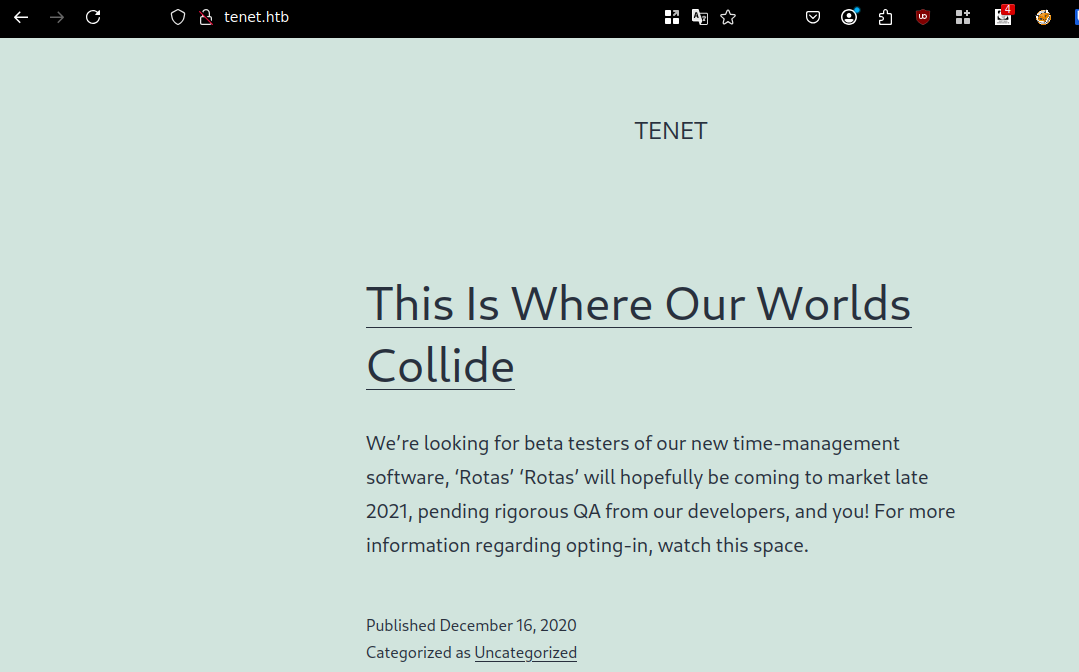 tenet.htb
4
TENET
This Is Where Our Worlds
Collide
We’re looking for beta testers of our new time-management
software, ‘Rotas’ ‘Rotas’ will hopefully be coming to market late
2021, pending rigorous QA from our developers, and you! For more
information regarding opting-in, watch this space.
Published December 16, 2020
Categorized as Uncategorized